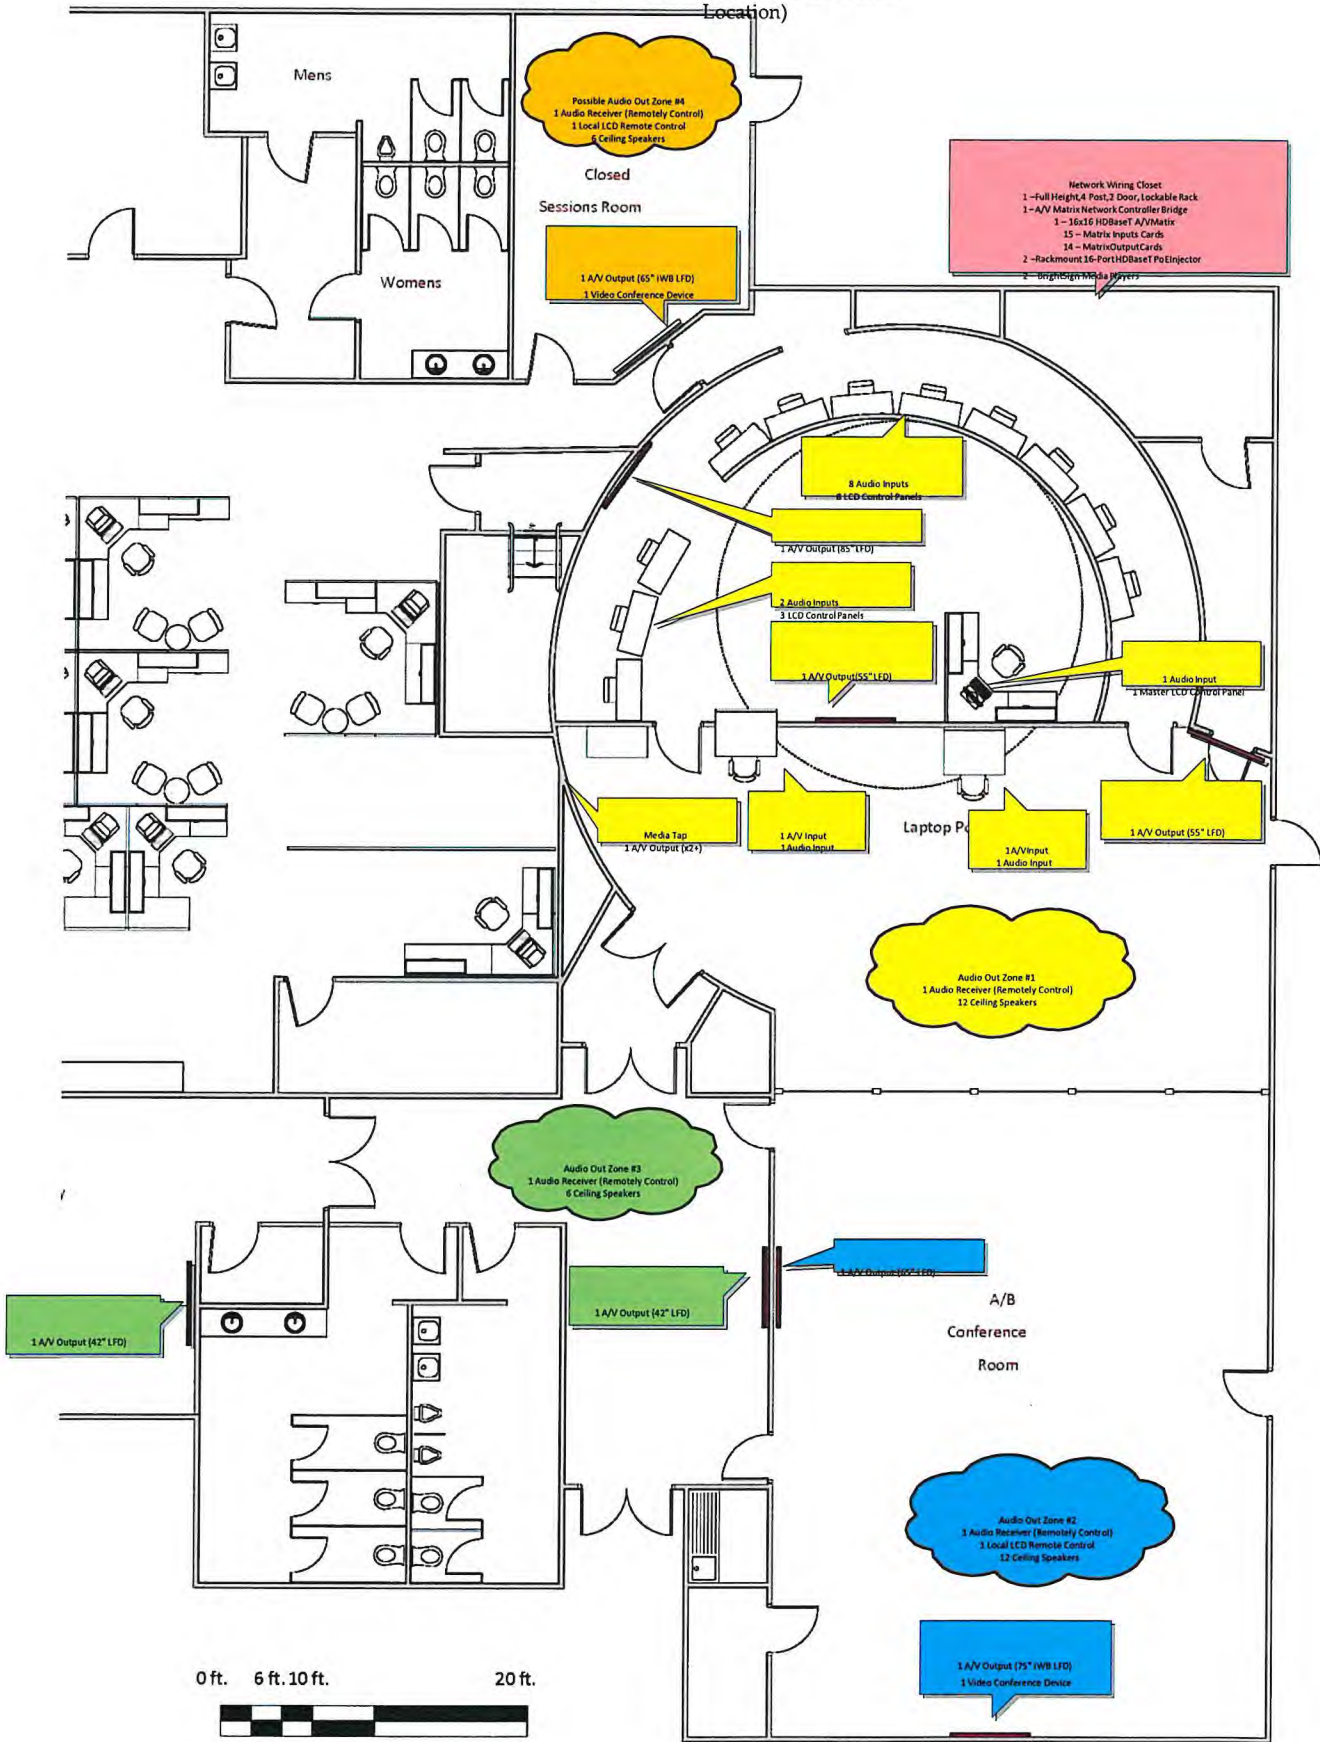 Location)
Mens
Possible Audio Out Zone #4
1 Audio Receiver (Remotely Control)
1 Local LCD Remote Control
6 Ceiling Speakers
Closed
Sessions Room
Network Wiring Closet
1 –Full Height,4 Post,2 Door, Lockable Rack
1 –A/V Matrix Network Controller Bridge
1 – 16x16 HDBaseT A/VMatix
15 – Matrix Inputs Cards
14 – MatrixOutputCards
2 –Rackmount 16-PortHDBaseT PoEInjector
2 – BrightSign Media Players
Womens
1 A/V Output (65" IWB LFD)
1 Video Conference Device
8 Audio Inputs
8 LCD Control Panels
1 A/V Output (85" LFD)
2 Audio Inputs
3 LCD Control Panels
1 A/V Output(55" LFD)
1 Audio Input
1 Master LCD Control Panel
Media Tap
1 A/V Output (x2+)
1 A/V Input
1 Audio Input
Laptop
1A/VInput
1 Audio Input
1 A/V Output (55" LFD)
Audio Out Zone #1
1 Audio Receiver (Remotely Control)
12 Ceiling Speakers
Audio Out Zone #3
1 Audio Receiver (Remotely Control)
6 Ceiling Speakers
1 A/V Output (65" LFD)
1 A/V Output (42" LFD)
1 A/V Output (42" LFD)
A/B
Conference
Room
Audio Out Zone #2
1 Audio Receiver (Remotely Control)
1 Local LCD Remote Control
12 Ceiling Speakers
1 A/V Output (75" IWB LFD)
1 Video Conference Device
0 ft. 6 ft. 10 ft. 20 ft.